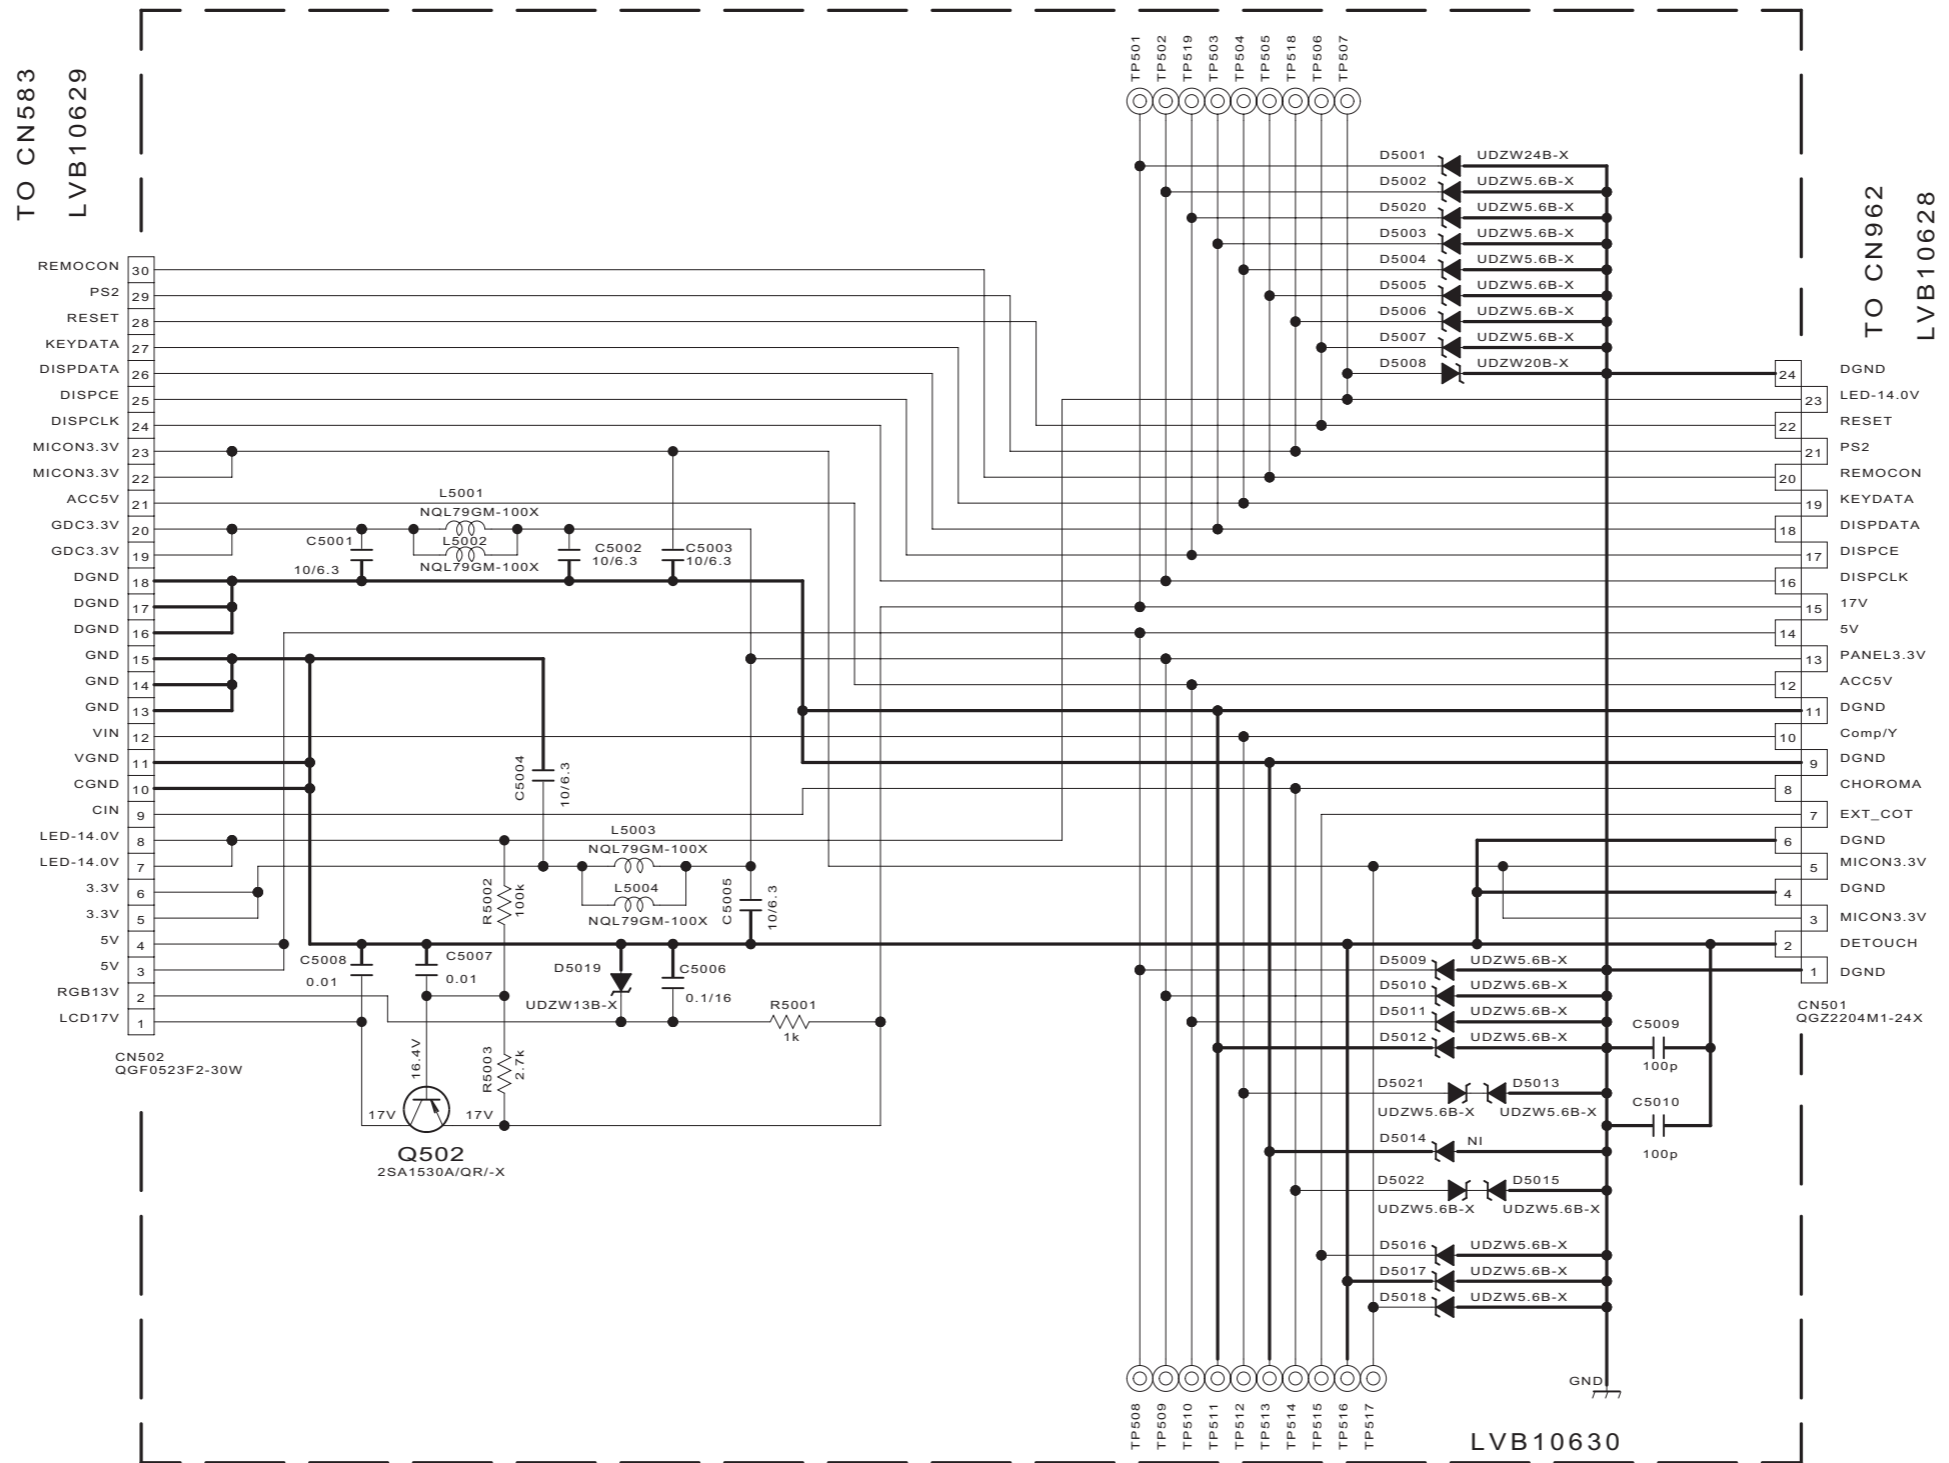 TO CN583
LVB10629
TP501
TP502
TP519
TP503
TP504
TP505
TP518
TP506
TP507
D5001 UDZW24B-X
D5002 UDZW5.6B-X
D5020 UDZW5.6B-X
D5003 UDZW5.6B-X
D5004 UDZW5.6B-X
D5005 UDZW5.6B-X
D5006 UDZW5.6B-X
D5007 UDZW5.6B-X
D5008 UDZW20B-X
TO CN962
LVB10628
REMOCON 30
PS2 29
RESET 28
KEYDATA 27
DISPDATA 26
DISPCE 25
DISPCLK 24
MICON3.3V 23
MICON3.3V 22
ACC5V 21
GDC3.3V 20
GDC3.3V 19
DGND 18
DGND 17
DGND 16
GND 15
GND 14
GND 13
VIN 12
VGND 11
CGND 10
CIN 9
LED-14.0V 8
LED-14.0V 7
3.3V 6
3.3V 5
5V 4
5V 3
RGB13V 2
LCD17V 1
CN502
QGF0523F2-30W
L5001
NQL79GM-100X
L5002
NQL79GM-100X
C5001
10/6.3
C5002
10/6.3
C5003
10/6.3
C5004
10/6.3
L5003
NQL79GM-100X
L5004
NQL79GM-100X
C5005
10/6.3
R5002
100k
C5008
0.01
C5007
0.01
D5019
UDZW13B-X
C5006
0.1/16
R5001
1k
R5003
2.7k
16.4V
17V
17V
Q502
2SA1530A/QR/-X
24 DGND
23 LED-14.0V
22 RESET
21 PS2
20 REMOCON
19 KEYDATA
18 DISPDATA
17 DISPCE
16 DISPCLK
15 17V
14 5V
13 PANEL3.3V
12 ACC5V
11 DGND
10 Comp/Y
9 DGND
8 CHOROMA
7 EXT_COT
6 DGND
5 MICON3.3V
4 DGND
3 MICON3.3V
2 DETOUCH
1 DGND
CN501
QGZ2204M1-24X
D5009 UDZW5.6B-X
D5010 UDZW5.6B-X
D5011 UDZW5.6B-X
D5012 UDZW5.6B-X
C5009
100p
D5021 D5013
UDZW5.6B-X UDZW5.6B-X
C5010
100p
D5014 NI
D5022 D5015
UDZW5.6B-X UDZW5.6B-X
D5016 UDZW5.6B-X
D5017 UDZW5.6B-X
D5018 UDZW5.6B-X
GND
TP508
TP509
TP510
TP511
TP512
TP513
TP514
TP515
TP516
TP517
LVB10630